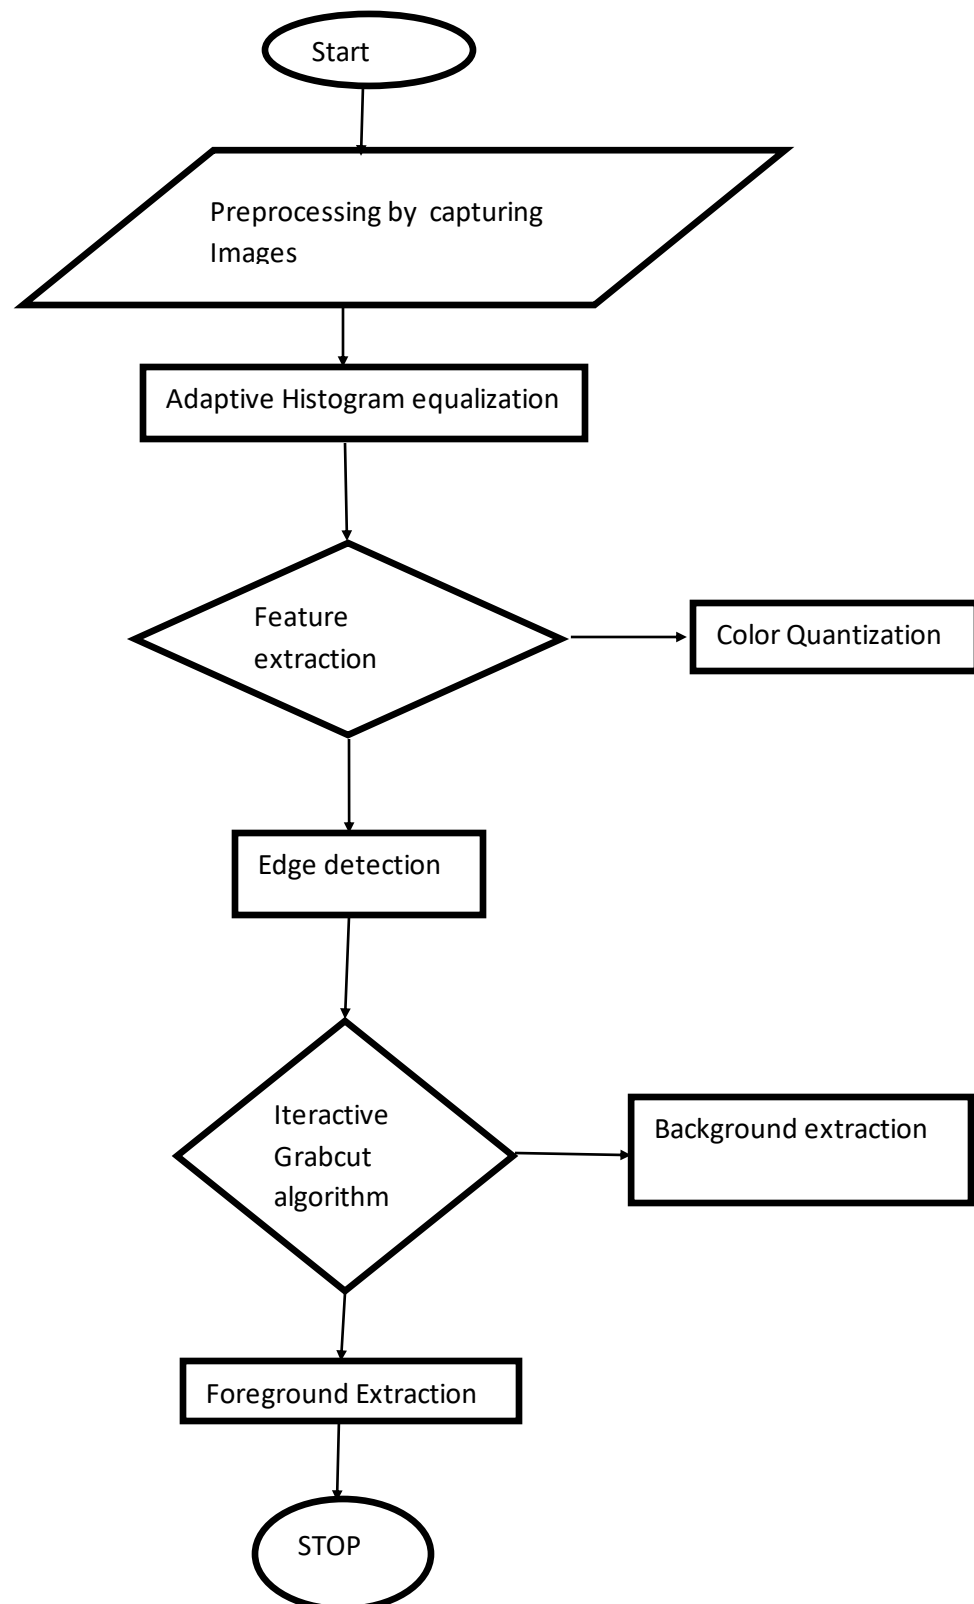 Start
Preprocessing by capturing
Images
Adaptive Histogram equalization
Feature
extraction
Color Quantization
Edge detection
Iteractive
Grabcut
algorithm
Background extraction
Foreground Extraction
STOP